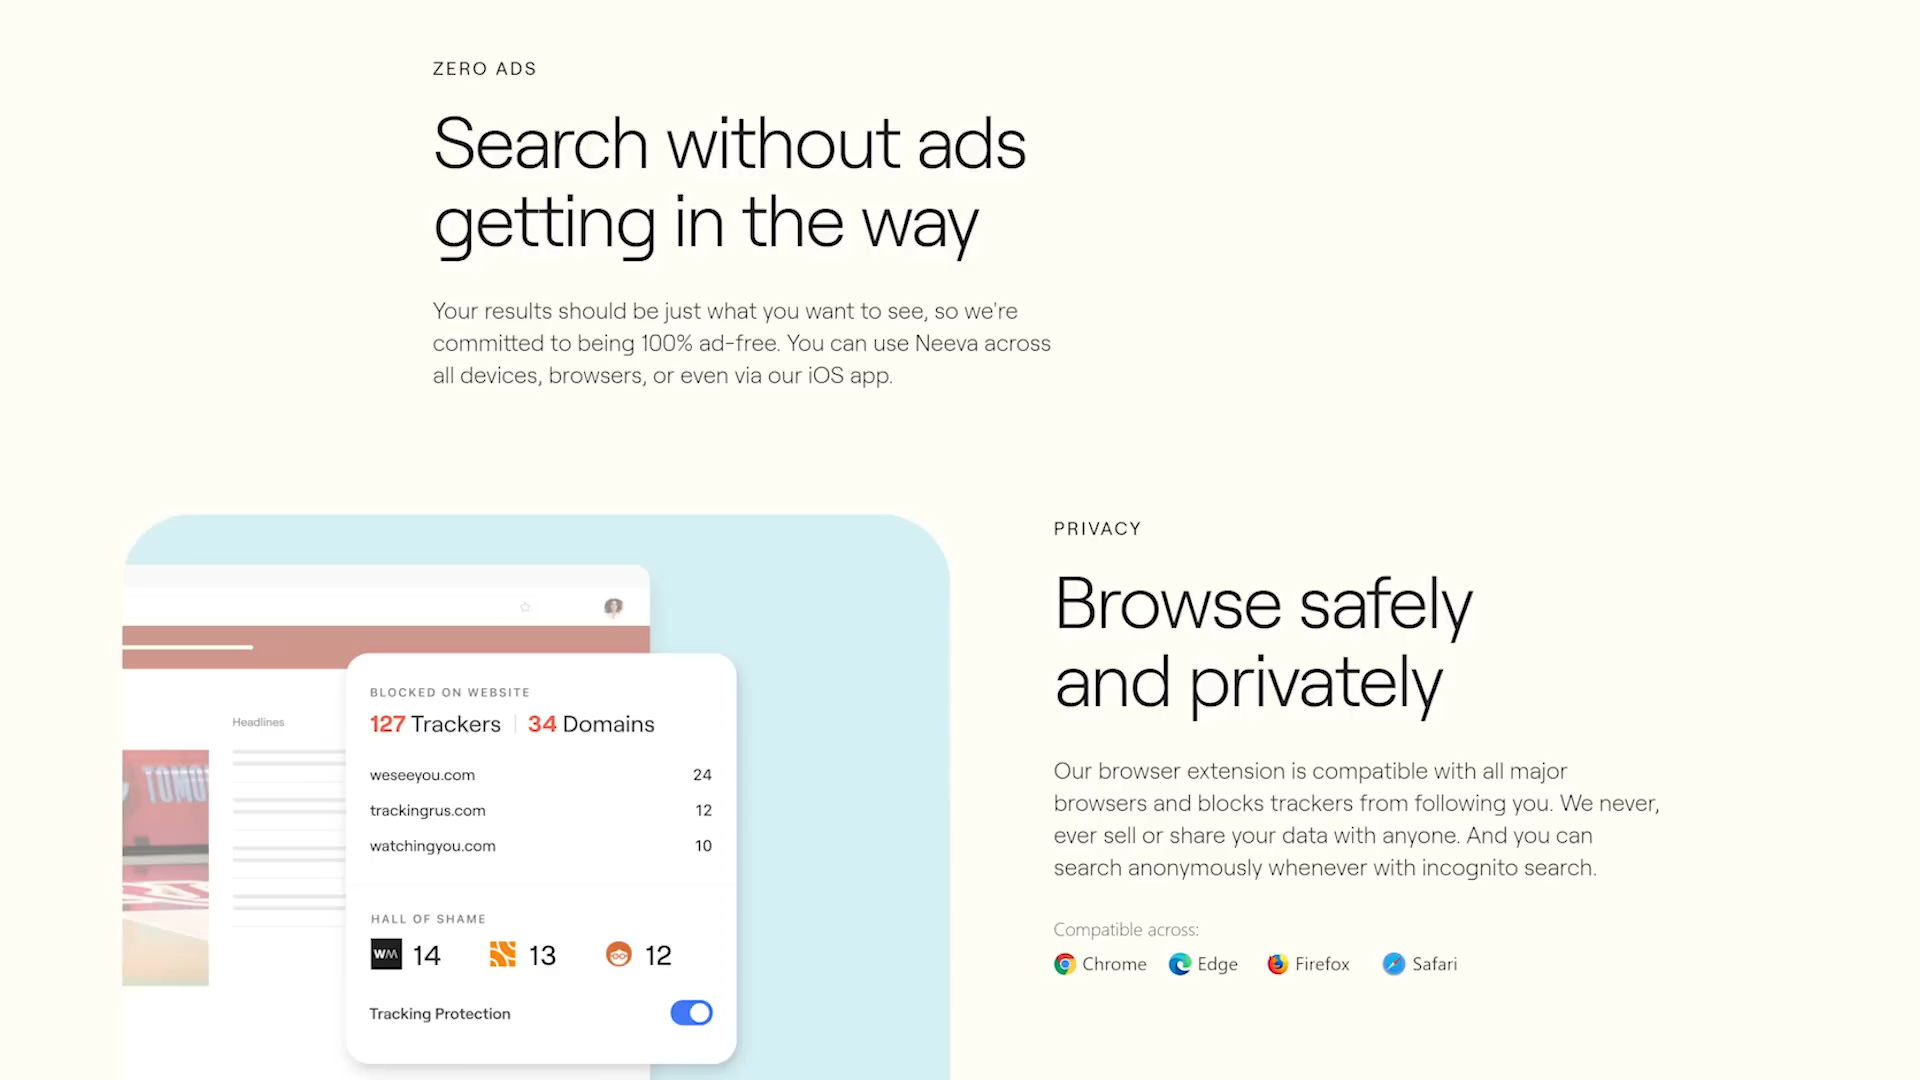 ZERO ADS
Search without ads
getting in the way
Your results should be just what you want to see, so we're
committed to being 100% ad-free. You can use Neeva across
all devices, browsers, or even via our iOS app.
Headlines
TOMO
BLOCKED ON WEBSITE
127 Trackers | 34 Domains
weseeyou.com 24
trackingrus.com 12
watchingyou.com 10
HALL OF SHAME
WM 14 13 12
Tracking Protection
PRIVACY
Browse safely
and privately
Our browser extension is compatible with all major
browsers and blocks trackers from following you. We never,
ever sell or share your data with anyone. And you can
search anonymously whenever with incognito search.
Compatible across:
Chrome Edge Firefox Safari